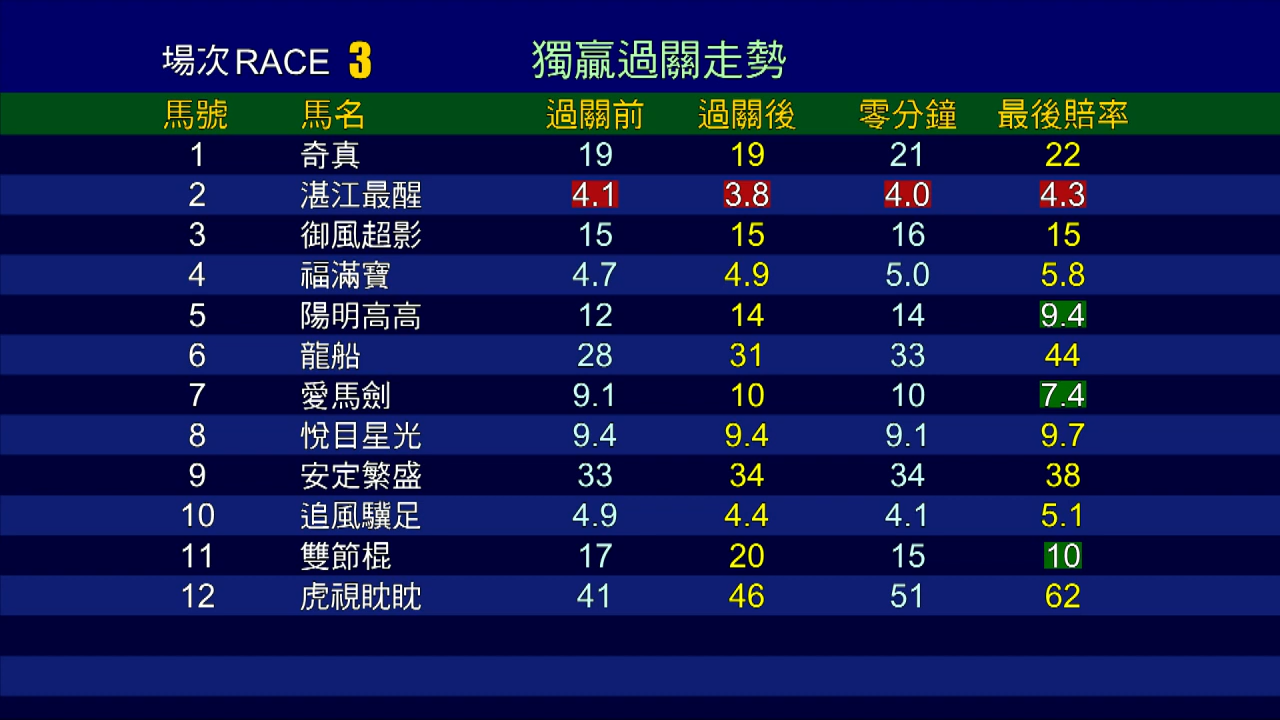 場次RACE 3 獨贏過關走勢
馬號 馬名 過關前 過關後 零分鐘 最後賠率
1 奇真 19 19 21 22
2 湛江最醒 4.1 3.8 4.0 4.3
3 御風超影 15 15 16 15
4 福滿寶 4.7 4.9 5.0 5.8
5 陽明高高 12 14 14 9.4
6 龍船 28 31 33 44
7 愛馬劍 9.1 10 10 7.4
8 悅目星光 9.4 9.4 9.1 9.7
9 安定繁盛 33 34 34 38
10 追風驥足 4.9 4.4 4.1 5.1
11 雙節棍 17 20 15 10
12 虎視眈眈 41 46 51 62